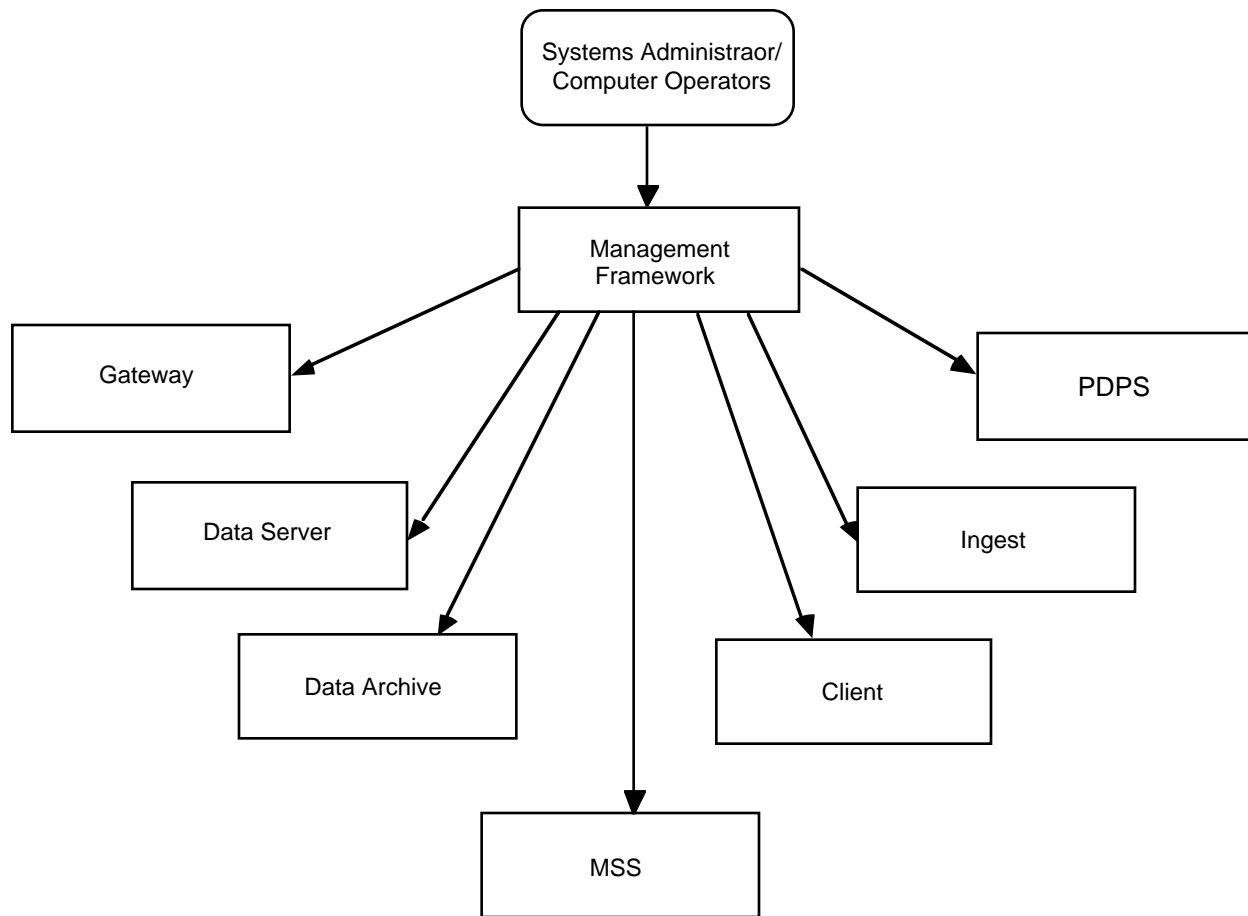 Systems Administraor/
Computer Operators
Management
Framework
Gateway
PDPS
Data Server
Ingest
Data Archive
Client
MSS